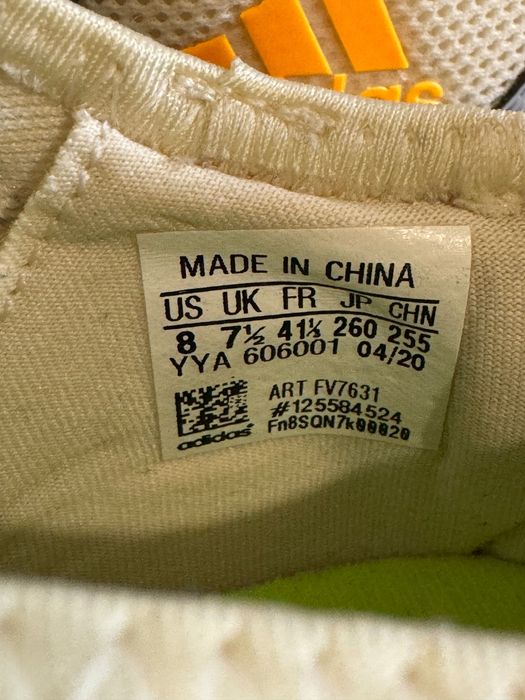 MADE IN CHINA
US UK FR JP CHN
8 7½ 41⅓ 260 255
YYA 606001 04/20
ART FV7631
#125584524
Fn8SQN7k00020
adidas